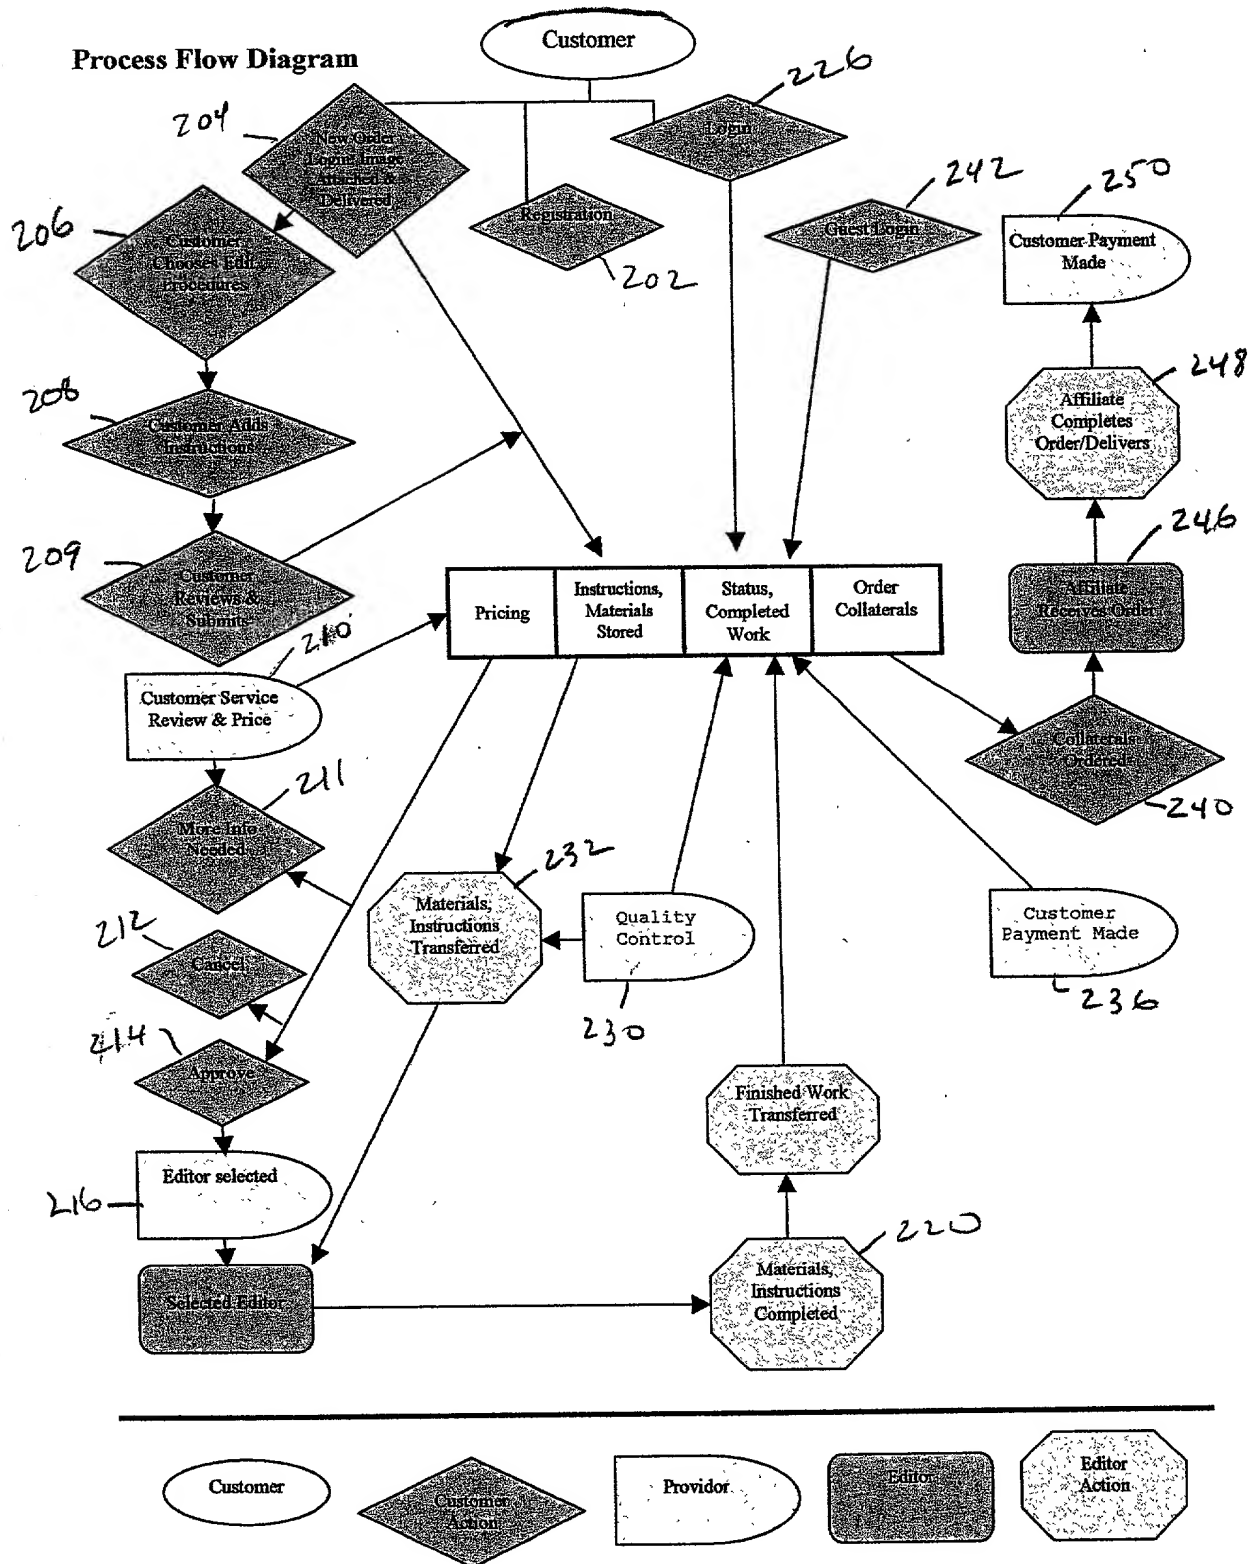 Customer
Process Flow Diagram
226
204
Login
New Order
Login/Image
Attached &
Delivered
242
250
206
Registration
Guest Login
Customer
Chooses Edit
Procedures
Customer Payment
Made
202
248
208
Affiliate
Completes
Order/Delivers
Customer Adds
Instructions
246
209
Customer
Reviews &
Submits
Pricing
Instructions,
Materials
Stored
Status,
Completed
Work
Order
Collaterals
Affiliate
Receives Order
210
Customer Service
Review & Price
Collaterals
Ordered
211
240
More Info
Needed
232
Materials,
Instructions
Transferred
Quality
Control
Customer
Payment Made
212
Cancel
230
236
214
Approve
Finished Work
Transferred
Editor selected
216
220
Materials,
Instructions
Completed
Selected Editor
Customer
Customer
Action
Providor
Editor
Editor
Action